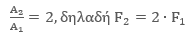 A₂/A₁ = 2, δηλαδή F₂ = 2 · F₁